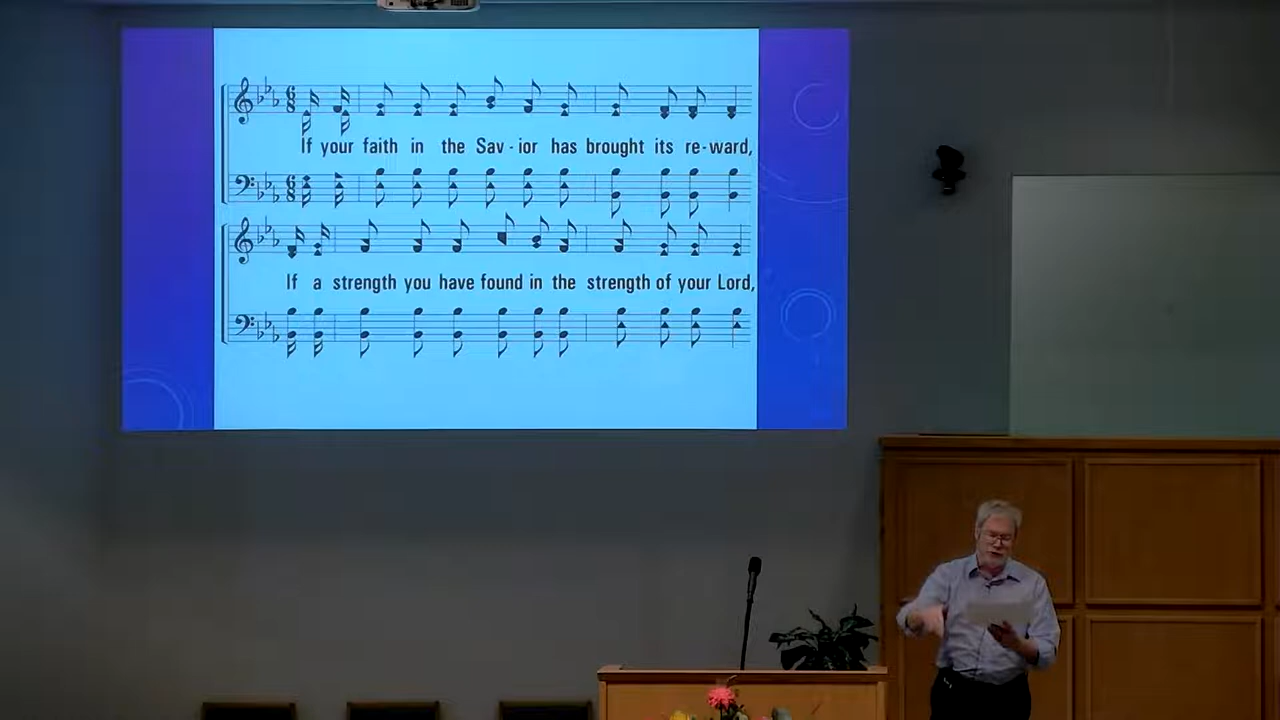 If your faith in the Sav - ior has brought its re - ward,
If a strength you have found in the strength of your Lord,